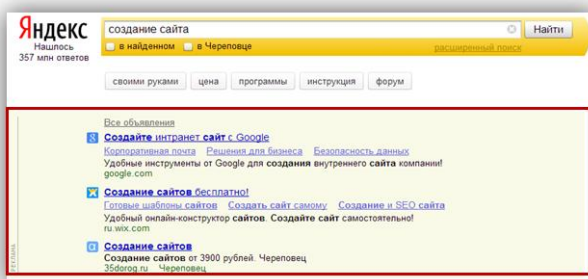 Яндекс
создание сайта
Найти
Нашлось
357 млн ответов
в найденном
в Череповце
расширенный поиск
своими руками
цена
программы
инструкция
форум
Все объявления
Создайте интранет сайт с Google
Корпоративная почта Решения для бизнеса Безопасность данных
Удобные инструменты от Google для создания внутреннего сайта компании!
google.com
Создание сайтов бесплатно!
Готовые шаблоны сайтов Создать сайт самому Создание и SEO сайта
Удобный онлайн-конструктор сайтов. Создайте сайт самостоятельно!
ru.wix.com
Создание сайтов
Создание сайтов от 3900 рублей. Череповец
35dorog.ru Череповец
РЕКЛАМА